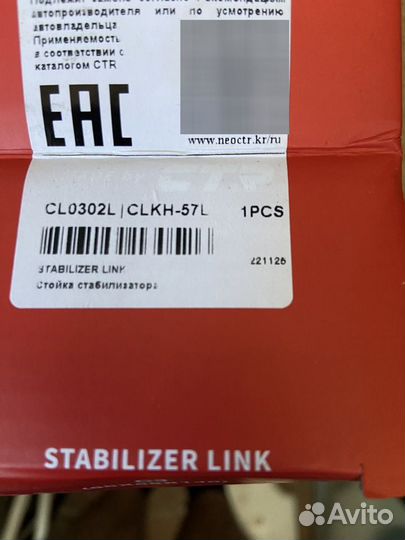 автопроизводителя или по усмотрению
автовладельца
Применяемость
в соответствии с
каталогом CTR
EAC
www.neoctr.kr/ru
CL0302L | CLKH-57L 1PCS
STABILIZER LINK 221126
Стойка стабилизатора
STABILIZER LINK
Avito